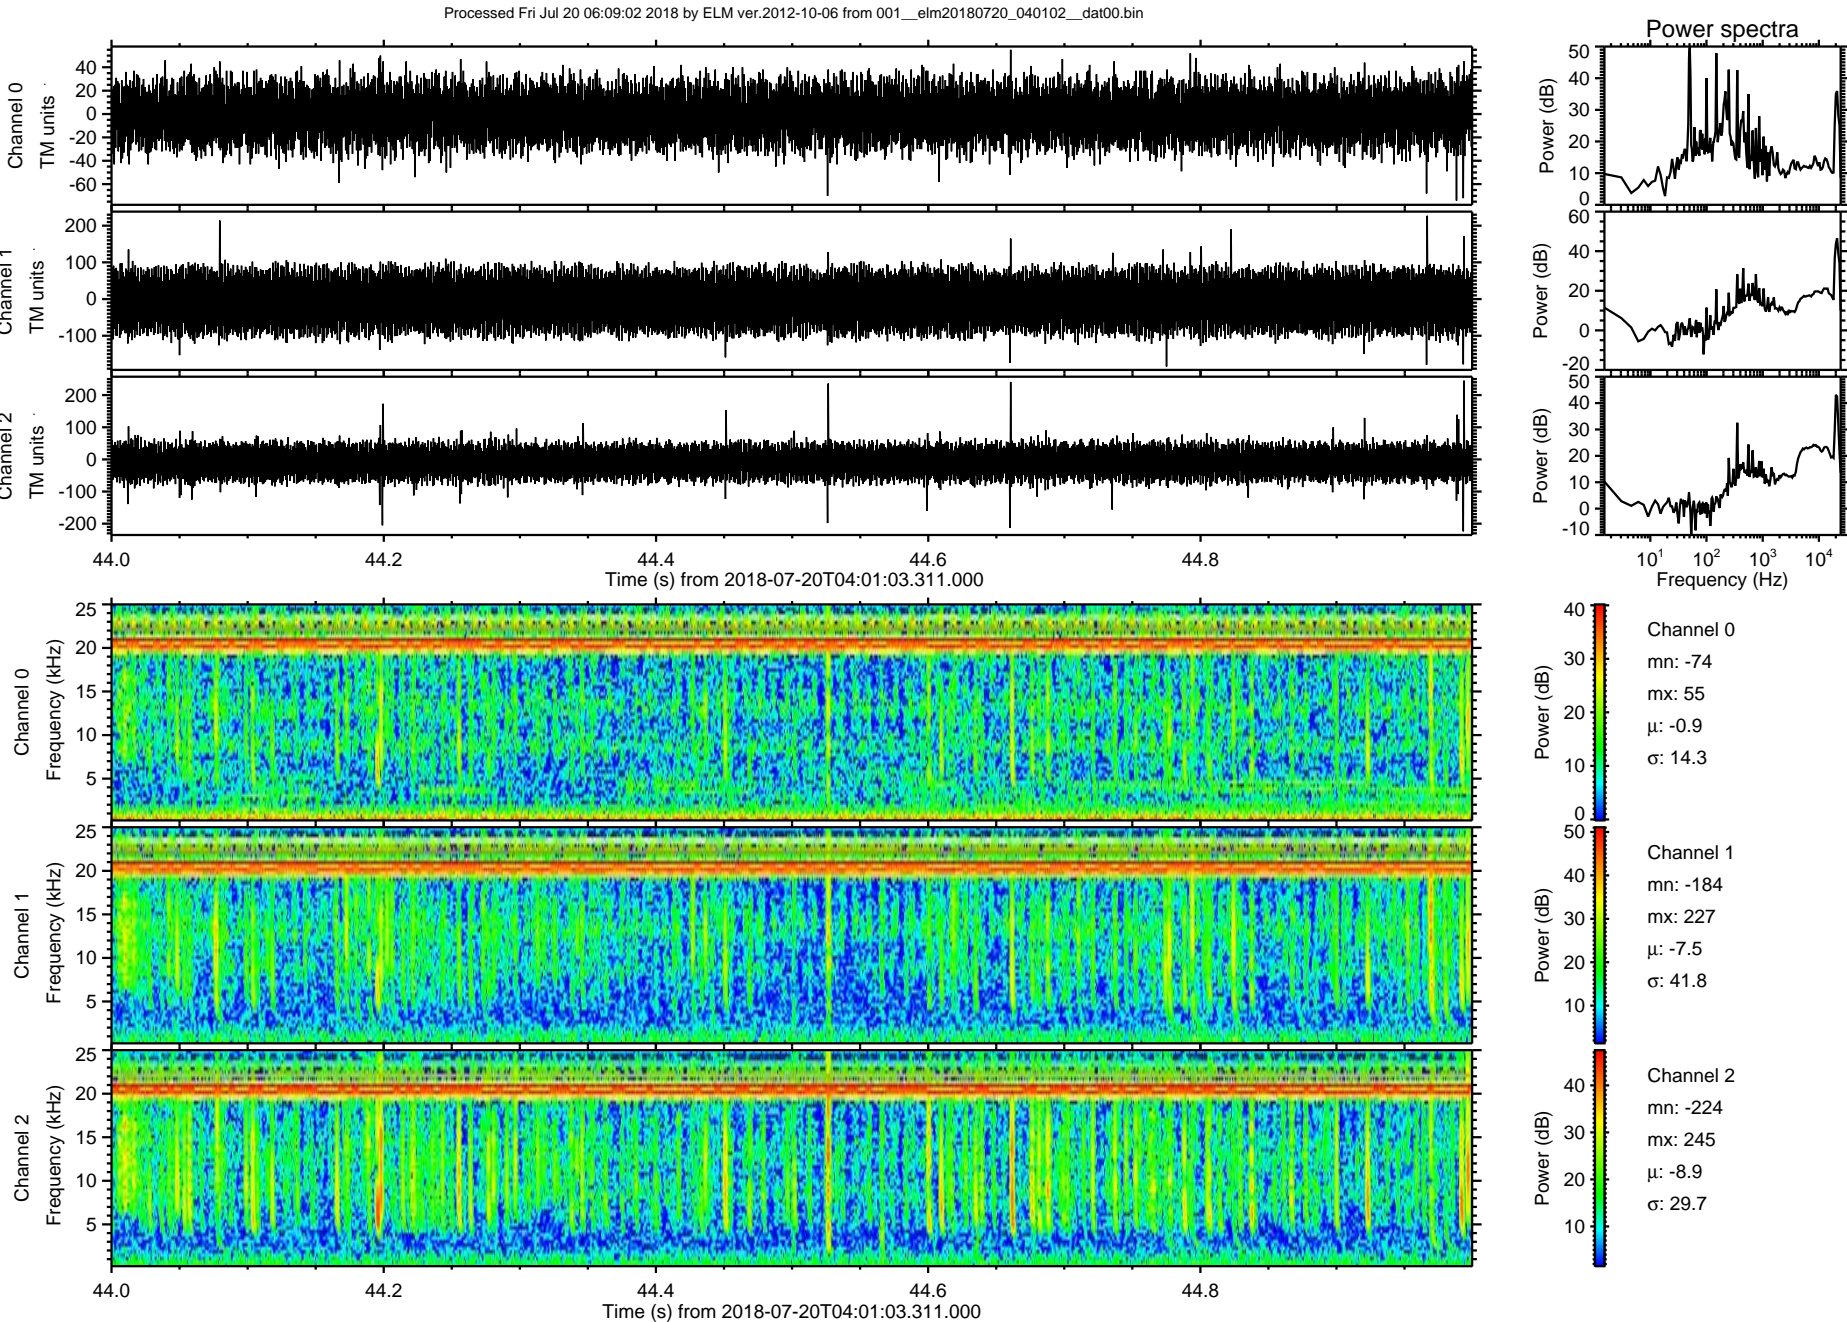 Processed Fri Jul 20 06:09:02 2018 by ELM ver.2012-10-06 from 001__elm20180720_040102__dat00.bin
Power spectra
Channel 0
TM units
40
20
0
-20
-40
-60
Power (dB)
50
40
30
20
10
0
Channel 1
TM units
200
100
0
-100
Power (dB)
60
40
20
0
-20
Channel 2
TM units
200
100
0
-100
-200
Power (dB)
50
40
30
20
10
0
-10
44.0 44.2 44.4 44.6 44.8
Time (s) from 2018-07-20T04:01:03.311.000
10^1 10^2 10^3 10^4
Frequency (Hz)
Channel 0
Frequency (kHz)
25
20
15
10
5
Power (dB)
40
30
20
10
0
Channel 0
mn: -74
mx: 55
μ: -0.9
σ: 14.3
Channel 1
Frequency (kHz)
25
20
15
10
5
Power (dB)
50
40
30
20
10
Channel 1
mn: -184
mx: 227
μ: -7.5
σ: 41.8
Channel 2
Frequency (kHz)
25
20
15
10
5
Power (dB)
40
30
20
10
Channel 2
mn: -224
mx: 245
μ: -8.9
σ: 29.7
44.0 44.2 44.4 44.6 44.8
Time (s) from 2018-07-20T04:01:03.311.000